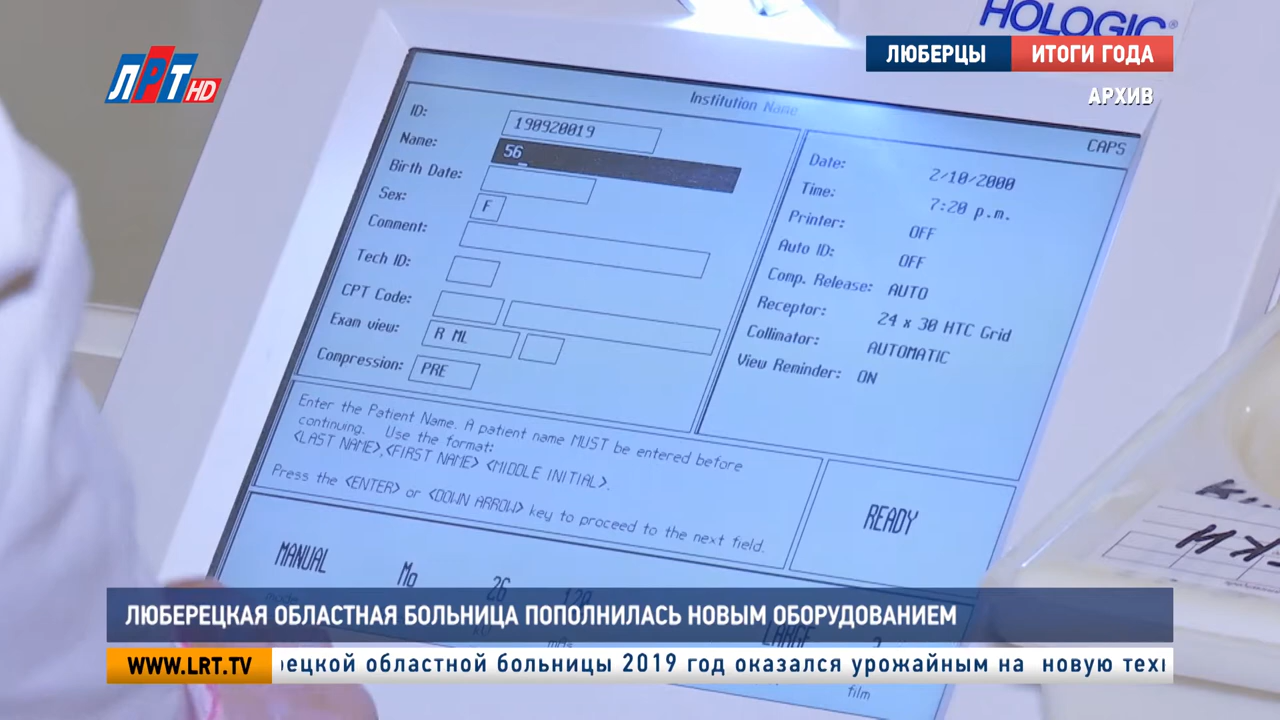 HOLOGIC®
ЛРТ HD
ЛЮБЕРЦЫ ИТОГИ ГОДА
АРХИВ
Institution Name
CAPS
ID: 190920019
Name: 56_
Birth Date:
Sex: F
Comment:
Tech ID:
CPT Code:
Exam view: R ML
Compression: PRE
Date: 2/10/2000
Time: 7:20 p.m.
Printer: OFF
Auto ID: OFF
Comp. Release: AUTO
Receptor: 24 x 30 HTC Grid
Collimator: AUTOMATIC
View Reminder: ON
Enter the Patient Name. A patient name MUST be entered before
continuing. Use the format:
<LAST NAME>,<FIRST NAME> <MIDDLE INITIAL>.
Press the <ENTER> or <DOWN ARROW> key to proceed to the next field.
READY
MANUAL Mo 26 120
LARGE
mode
film
ЛЮБЕРЕЦКАЯ ОБЛАСТНАЯ БОЛЬНИЦА ПОПОЛНИЛАСЬ НОВЫМ ОБОРУДОВАНИЕМ
WWW.LRT.TV рецкой областной больницы 2019 год оказался урожайным на новую техн